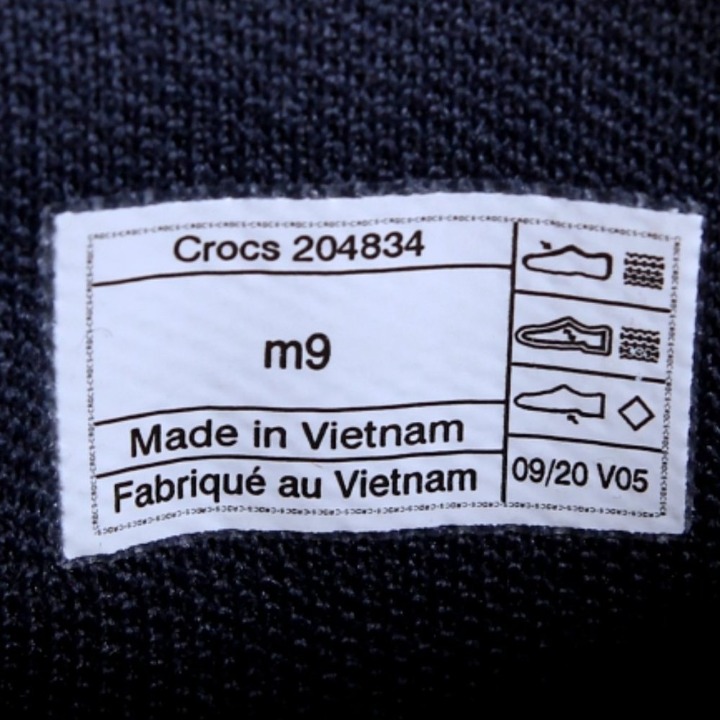 Crocs 204834
m9
Made in Vietnam
Fabriqué au Vietnam
09/20 V05